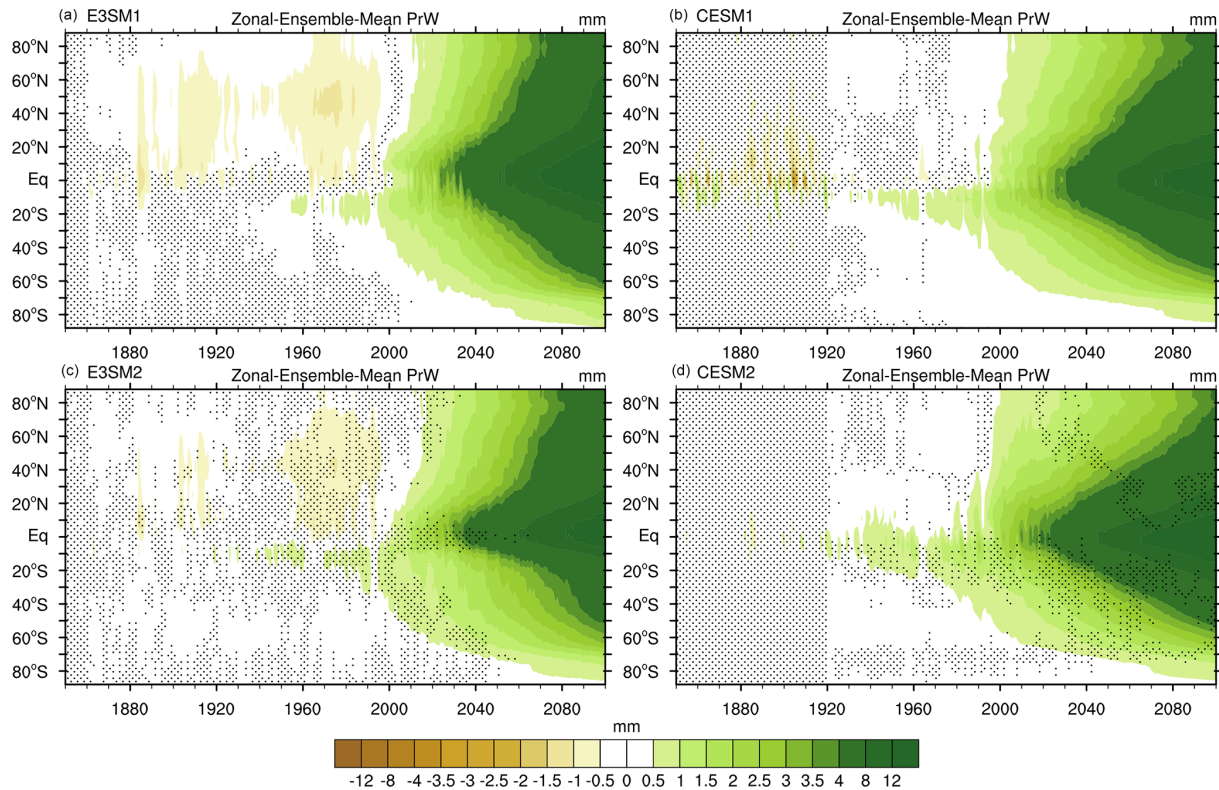 (a) E3SM1 Zonal-Ensemble-Mean PrW mm
80°N
60°N
40°N
20°N
Eq
20°S
40°S
60°S
80°S
1880 1920 1960 2000 2040 2080
(b) CESM1 Zonal-Ensemble-Mean PrW mm
80°N
60°N
40°N
20°N
Eq
20°S
40°S
60°S
80°S
1880 1920 1960 2000 2040 2080
(c) E3SM2 Zonal-Ensemble-Mean PrW mm
80°N
60°N
40°N
20°N
Eq
20°S
40°S
60°S
80°S
1880 1920 1960 2000 2040 2080
(d) CESM2 Zonal-Ensemble-Mean PrW mm
80°N
60°N
40°N
20°N
Eq
20°S
40°S
60°S
80°S
1880 1920 1960 2000 2040 2080
mm
-12 -8 -4 -3.5 -3 -2.5 -2 -1.5 -1 -0.5 0 0.5 1 1.5 2 2.5 3 3.5 4 8 12